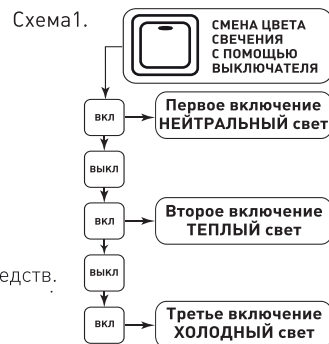 Схема1.
СМЕНА ЦВЕТА
СВЕЧЕНИЯ
С ПОМОЩЬЮ
ВЫКЛЮЧАТЕЛЯ
ВКЛ
Первое включение
НЕЙТРАЛЬНЫЙ свет
ВЫКЛ
ВКЛ
Второе включение
ТЕПЛЫЙ свет
ВЫКЛ
едств.
ВКЛ
Третье включение
ХОЛОДНЫЙ свет